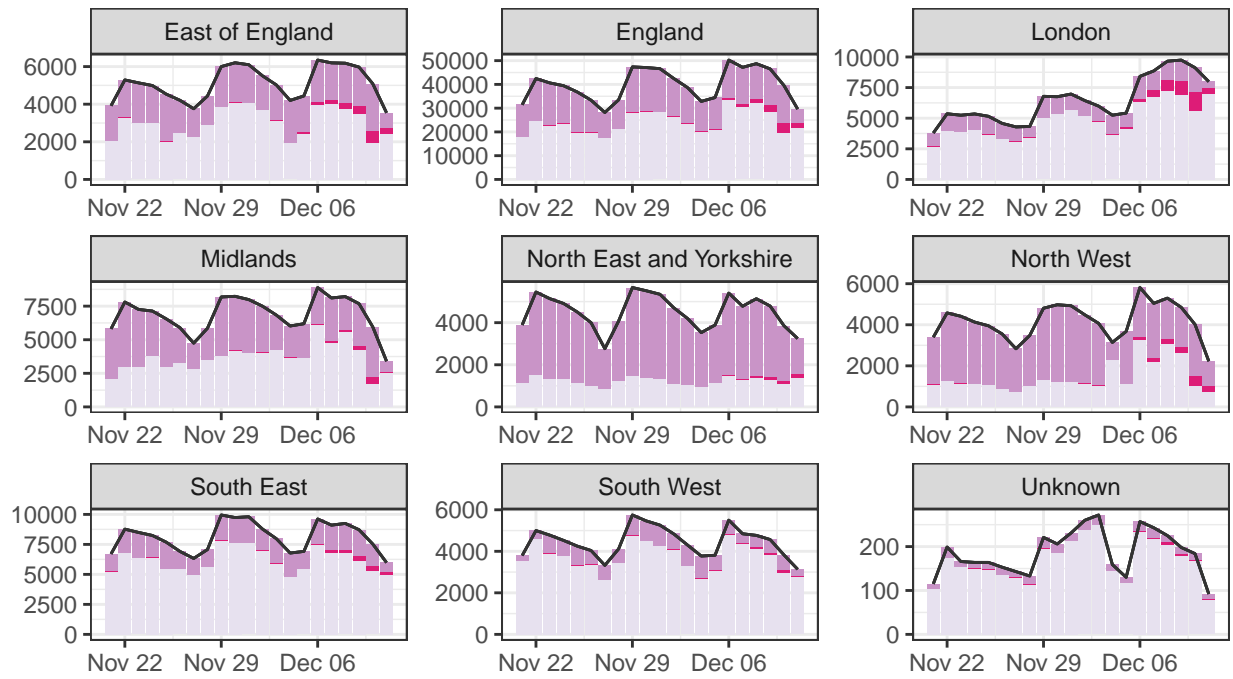 East of England
England
London
6000
4000
2000
0
50000
40000
30000
20000
10000
0
10000
7500
5000
2500
0
Nov 22 Nov 29 Dec 06
Nov 22 Nov 29 Dec 06
Nov 22 Nov 29 Dec 06
Midlands
North East and Yorkshire
North West
7500
5000
2500
0
4000
2000
0
6000
4000
2000
0
Nov 22 Nov 29 Dec 06
Nov 22 Nov 29 Dec 06
Nov 22 Nov 29 Dec 06
South East
South West
Unknown
10000
7500
5000
2500
0
6000
4000
2000
0
200
100
0
Nov 22 Nov 29 Dec 06
Nov 22 Nov 29 Dec 06
Nov 22 Nov 29 Dec 06